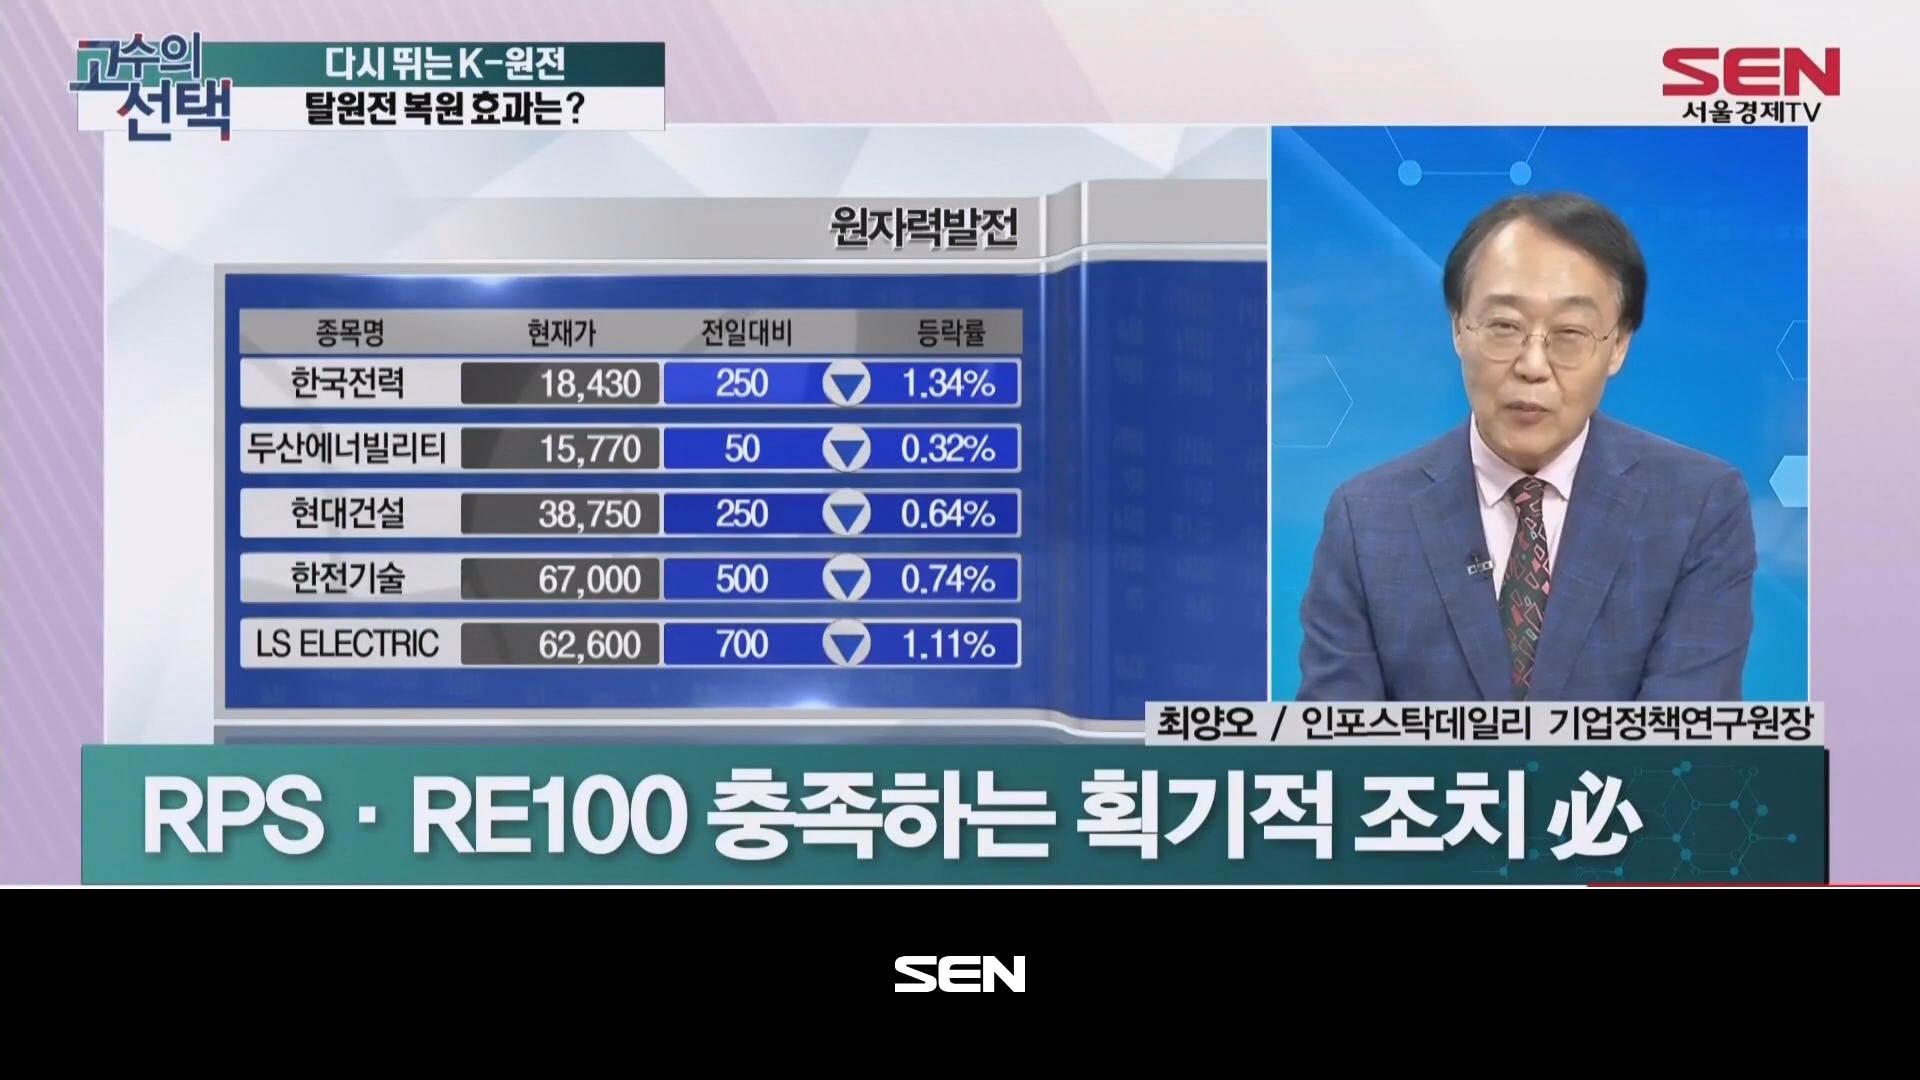 고수의
선택
다시 뛰는 K-원전
탈원전 복원 효과는?
SEN
서울경제TV
원자력발전
종목명 현재가 전일대비 등락률
한국전력 18,430 250 ▼ 1.34%
두산에너빌리티 15,770 50 ▼ 0.32%
현대건설 38,750 250 ▼ 0.64%
한전기술 67,000 500 ▼ 0.74%
LS ELECTRIC 62,600 700 ▼ 1.11%
최양오 / 인포스탁데일리 기업정책연구원장
RPS · RE100 충족하는 획기적 조치 必
SEN